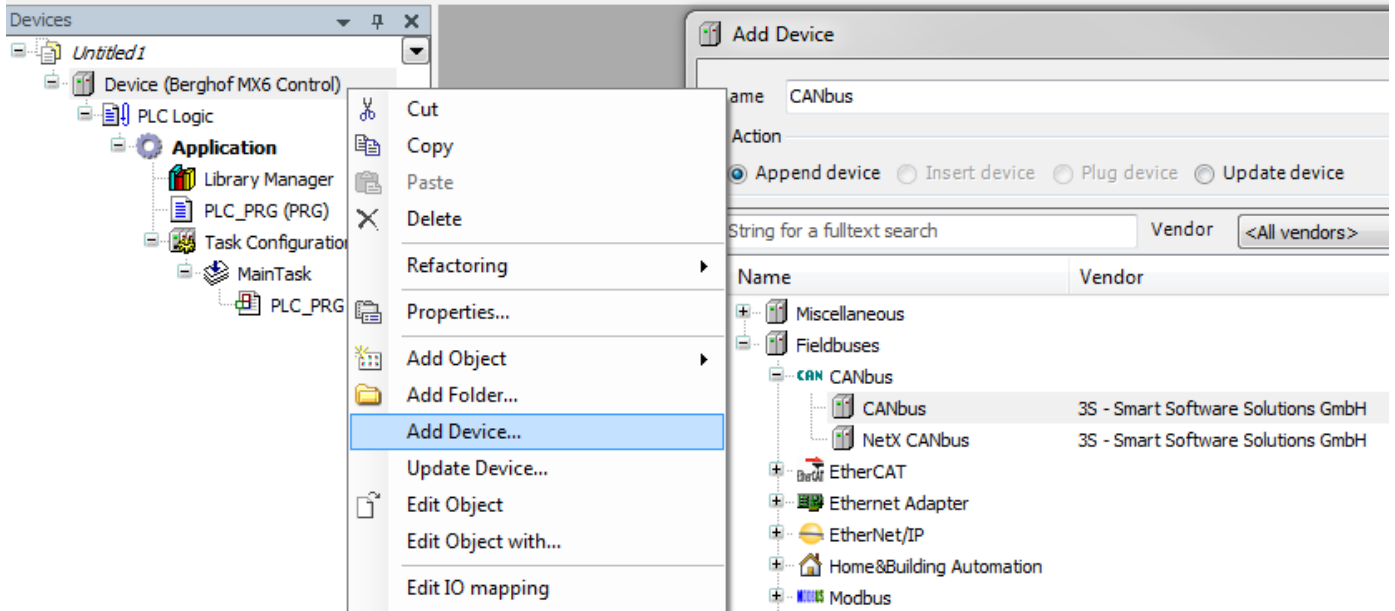 Devices
Untitled1
Device (Berghof MX6 Control)
PLC Logic
Application
Library Manager
PLC_PRG (PRG)
Task Configuratio
MainTask
PLC_PRG
Cut
Copy
Paste
Delete
Refactoring
Properties...
Add Object
Add Folder...
Add Device...
Update Device...
Edit Object
Edit Object with...
Edit IO mapping
Add Device
ame CANbus
Action
Append device Insert device Plug device Update device
String for a fulltext search Vendor <All vendors>
Name Vendor
Miscellaneous
Fieldbuses
CAN CANbus
CANbus 3S - Smart Software Solutions GmbH
NetX CANbus 3S - Smart Software Solutions GmbH
EtherCAT EtherCAT
Ethernet Adapter
EtherNet/IP
Home&Building Automation
MODBUS Modbus